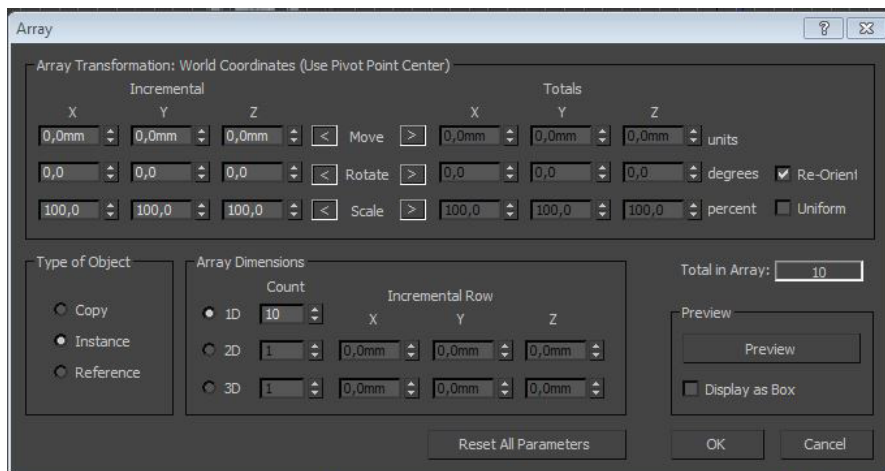 Array
Array Transformation: World Coordinates (Use Pivot Point Center)
Incremental Totals
X Y Z X Y Z
0,0mm 0,0mm 0,0mm < Move > 0,0mm 0,0mm 0,0mm units
0,0 0,0 0,0 < Rotate > 0,0 0,0 0,0 degrees Re-Orient
100,0 100,0 100,0 < Scale > 100,0 100,0 100,0 percent Uniform
Type of Object
Copy
Instance
Reference
Array Dimensions
Count
Incremental Row
1D 10 X Y Z
2D 1 0,0mm 0,0mm 0,0mm
3D 1 0,0mm 0,0mm 0,0mm
Total in Array: 10
Preview
Preview
Display as Box
Reset All Parameters OK Cancel